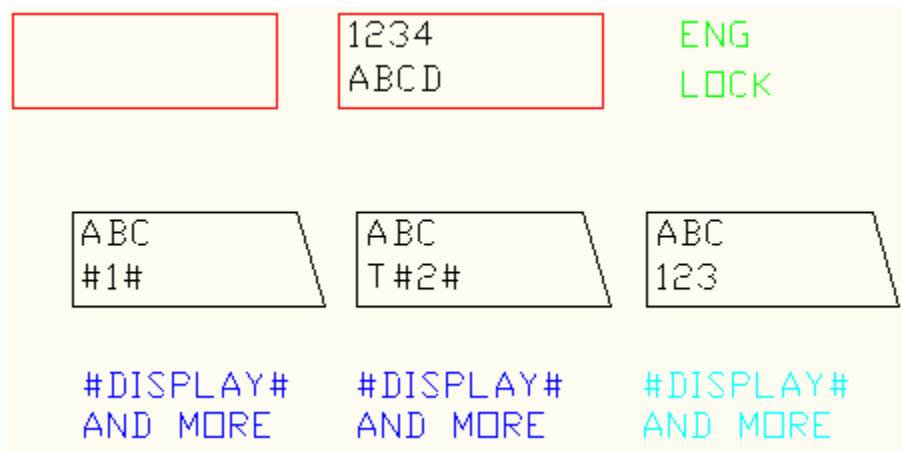 1234
ABCD
ENG
LOCK
ABC
#1#
ABC
T#2#
ABC
123
#DISPLAY#
AND MORE
#DISPLAY#
AND MORE
#DISPLAY#
AND MORE